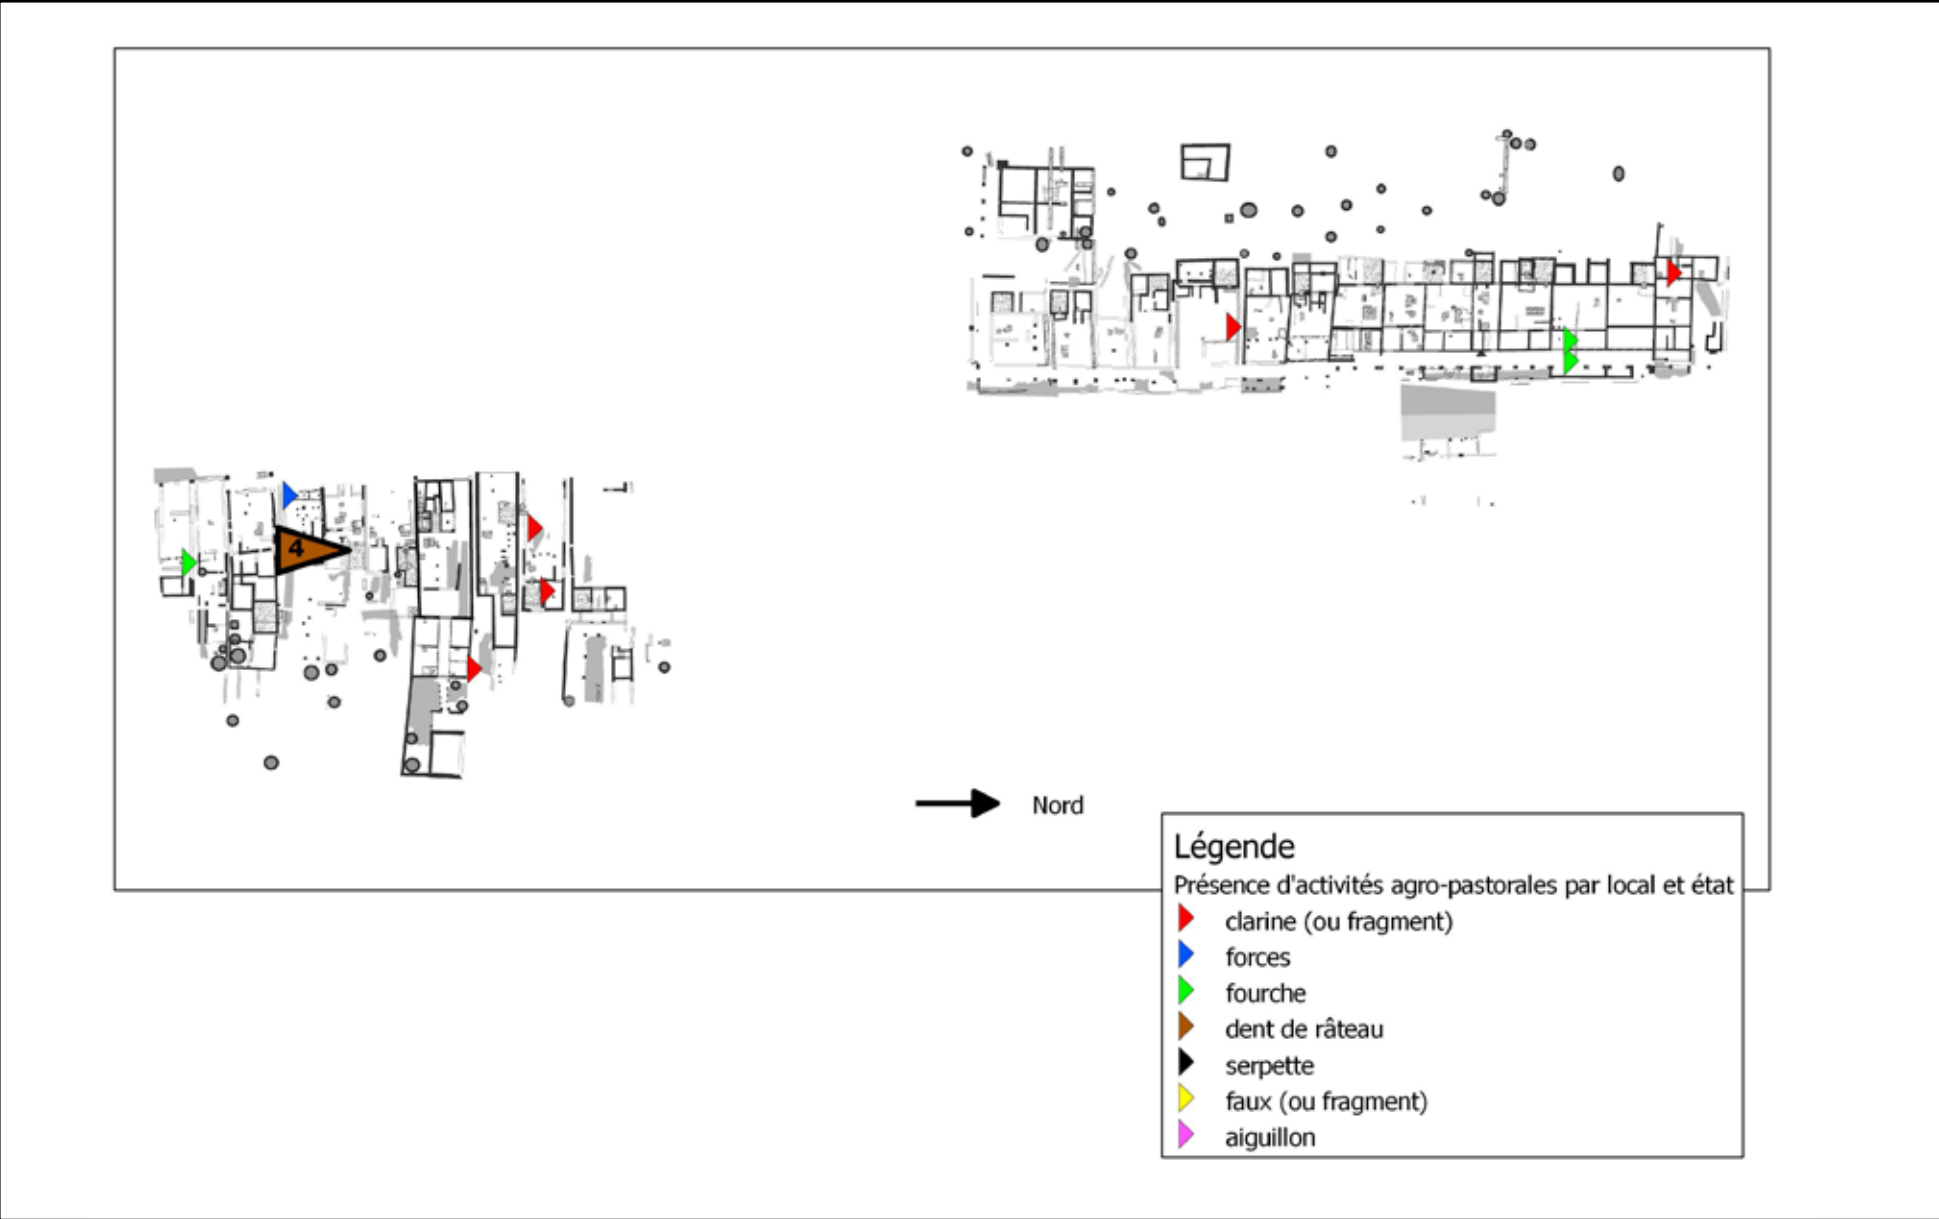 4
Nord
Légende
Présence d'activités agro-pastorales par local et état
clarine (ou fragment)
forces
fourche
dent de râteau
serpette
faux (ou fragment)
aiguillon